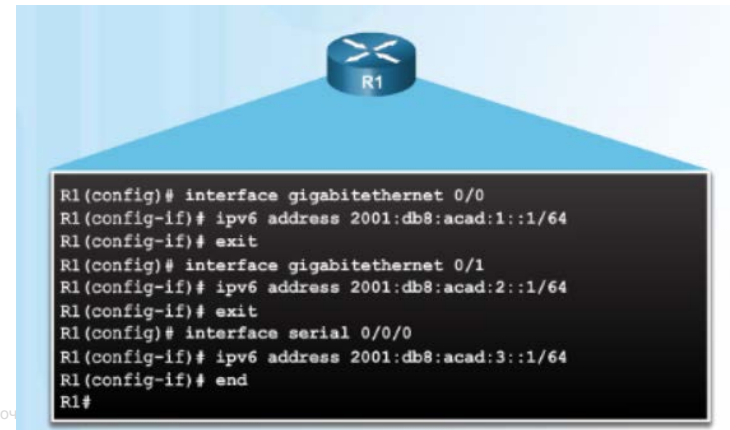 R1
R1(config)# interface gigabitethernet 0/0
R1(config-if)# ipv6 address 2001:db8:acad:1::1/64
R1(config-if)# exit
R1(config)# interface gigabitethernet 0/1
R1(config-if)# ipv6 address 2001:db8:acad:2::1/64
R1(config-if)# exit
R1(config)# interface serial 0/0/0
R1(config-if)# ipv6 address 2001:db8:acad:3::1/64
R1(config-if)# end
R1#